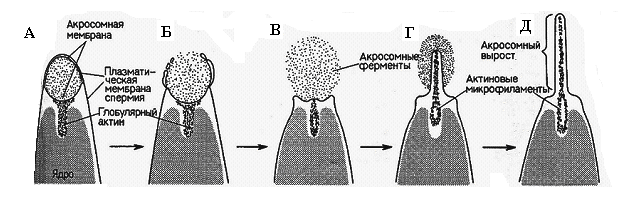 А
Акросомная
мембрана
Плазмати-
ческая
мембрана
спермия
Глобулярный
актин
Ядро
Б
В
Акросомные
ферменты
Г
Актиновые
микрофиламенты
Д
Акросомный
вырост